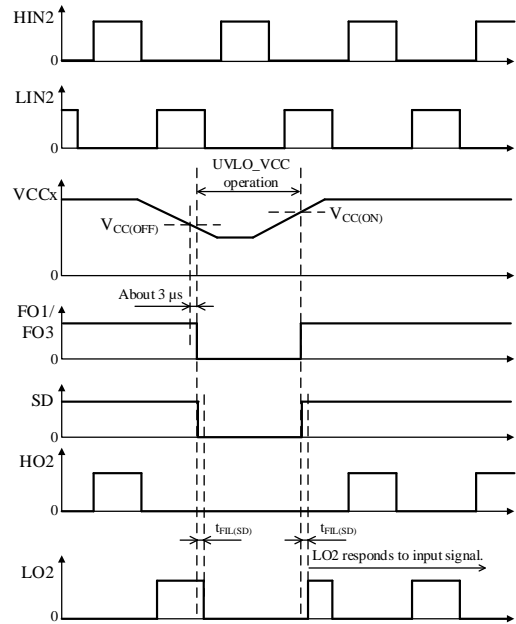 HIN2
0
LIN2
0
UVLO_VCC
operation
VCCx
VCC(OFF)
VCC(ON)
0
About 3 µs
FO1/
FO3
0
SD
0
HO2
0
tFIL(SD)
tFIL(SD)
LO2 responds to input signal.
LO2
0